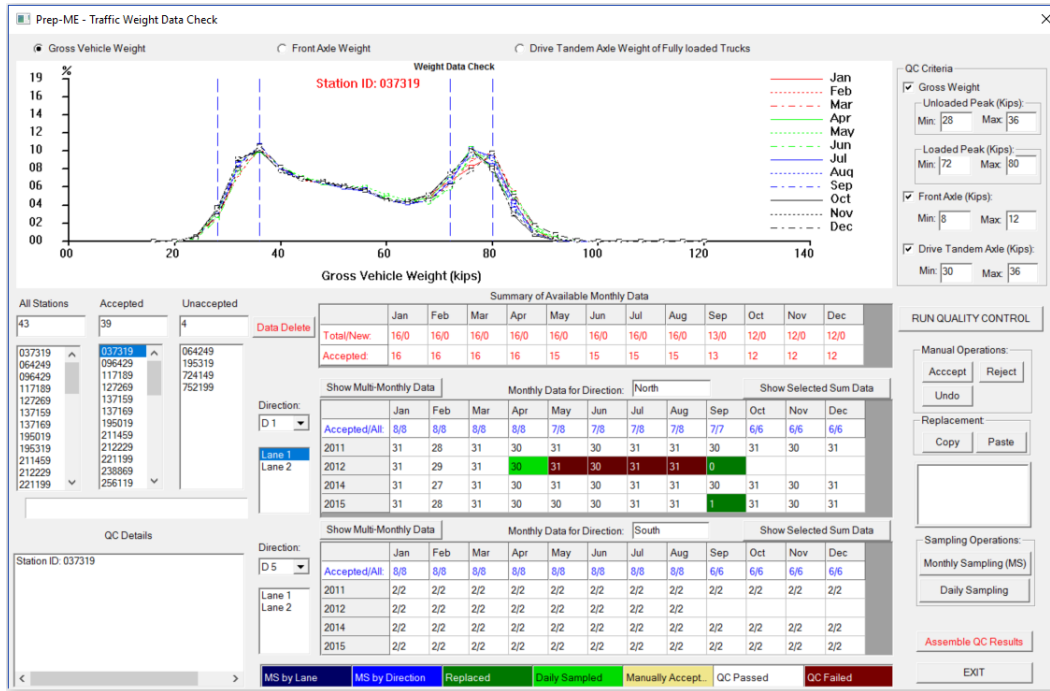 Prep-ME - Traffic Weight Data Check
Gross Vehicle Weight
Front Axle Weight
Drive Tandem Axle Weight of Fully loaded Trucks
Weight Data Check
Station ID: 037319
%
19
16
14
12
10
08
06
04
02
00
00 20 40 60 80 100 120 140
Gross Vehicle Weight (kips)
Jan
Feb
Mar
Apr
May
Jun
Jul
Aug
Sep
Oct
Nov
Dec
QC Criteria
Gross Weight
Unloaded Peak (Kips):
Min: 28 Max: 36
Loaded Peak (Kips):
Min: 72 Max: 80
Front Axle (Kips):
Min: 8 Max: 12
Drive Tandem Axle (Kips):
Min: 30 Max: 36
All Stations Accepted Unaccepted
43 39 4
037319
064249
096429
117189
127269
137159
137169
195019
195319
211459
212229
221199
037319
096429
117189
127269
137159
137169
195019
211459
212229
221199
238869
256119
064249
195319
724149
752199
Data Delete
Summary of Available Monthly Data
Jan Feb Mar Apr May Jun Jul Aug Sep Oct Nov Dec
Total/New: 16/0 16/0 16/0 16/0 16/0 16/0 16/0 16/0 13/0 12/0 12/0 12/0
Accepted: 16 16 16 16 15 15 15 15 13 12 12 12
Show Multi-Monthly Data Monthly Data for Direction: North Show Selected Sum Data
Direction:
D 1
Lane 1
Lane 2
Jan Feb Mar Apr May Jun Jul Aug Sep Oct Nov Dec
Accepted/All: 8/8 8/8 8/8 8/8 7/8 7/8 7/8 7/8 7/7 6/6 6/6 6/6
2011 31 28 31 30 31 30 31 31 30 31 30 31
2012 31 29 31 30 31 30 31 31 0
2014 31 27 31 30 31 30 31 31 30 31 30 31
2015 31 28 31 30 30 30 31 31 1 31 30 31
Show Multi-Monthly Data Monthly Data for Direction: South Show Selected Sum Data
Direction:
D 5
Lane 1
Lane 2
Jan Feb Mar Apr May Jun Jul Aug Sep Oct Nov Dec
Accepted/All: 8/8 8/8 8/8 8/8 8/8 8/8 8/8 8/8 6/6 6/6 6/6 6/6
2011 2/2 2/2 2/2 2/2 2/2 2/2 2/2 2/2 2/2 2/2 2/2 2/2
2012 2/2 2/2 2/2 2/2 2/2 2/2 2/2 2/2
2014 2/2 2/2 2/2 2/2 2/2 2/2 2/2 2/2 2/2 2/2 2/2 2/2
2015 2/2 2/2 2/2 2/2 2/2 2/2 2/2 2/2 2/2 2/2 2/2 2/2
QC Details
Station ID: 037319
MS by Lane MS by Direction Replaced Daily Sampled Manually Accept.. QC Passed QC Failed
RUN QUALITY CONTROL
Manual Operations:
Acccept Reject
Undo
Replacement:
Copy Paste
Sampling Operations:
Monthly Sampling (MS)
Daily Sampling
Assemble QC Results
EXIT